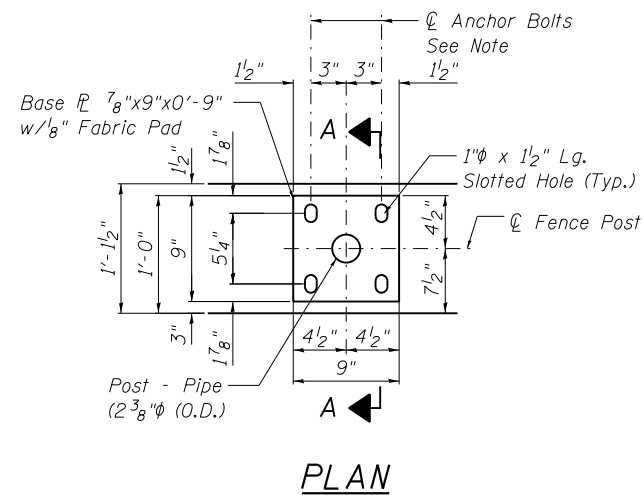 ℄ Anchor Bolts
See Note
1½" 3" 3" 1½"
Base ℙL ⅞"x9"x0'-9"
w/⅛" Fabric Pad
A
1½"
1⅞"
1"φ x 1½" Lg.
Slotted Hole (Typ.)
℄ Fence Post
1'-1½"
1'-0"
9"
5¼"
4½"
7½"
3"
1⅞"
4½" 4½"
9"
Post - Pipe
(2⅜"φ (O.D.)
A
PLAN